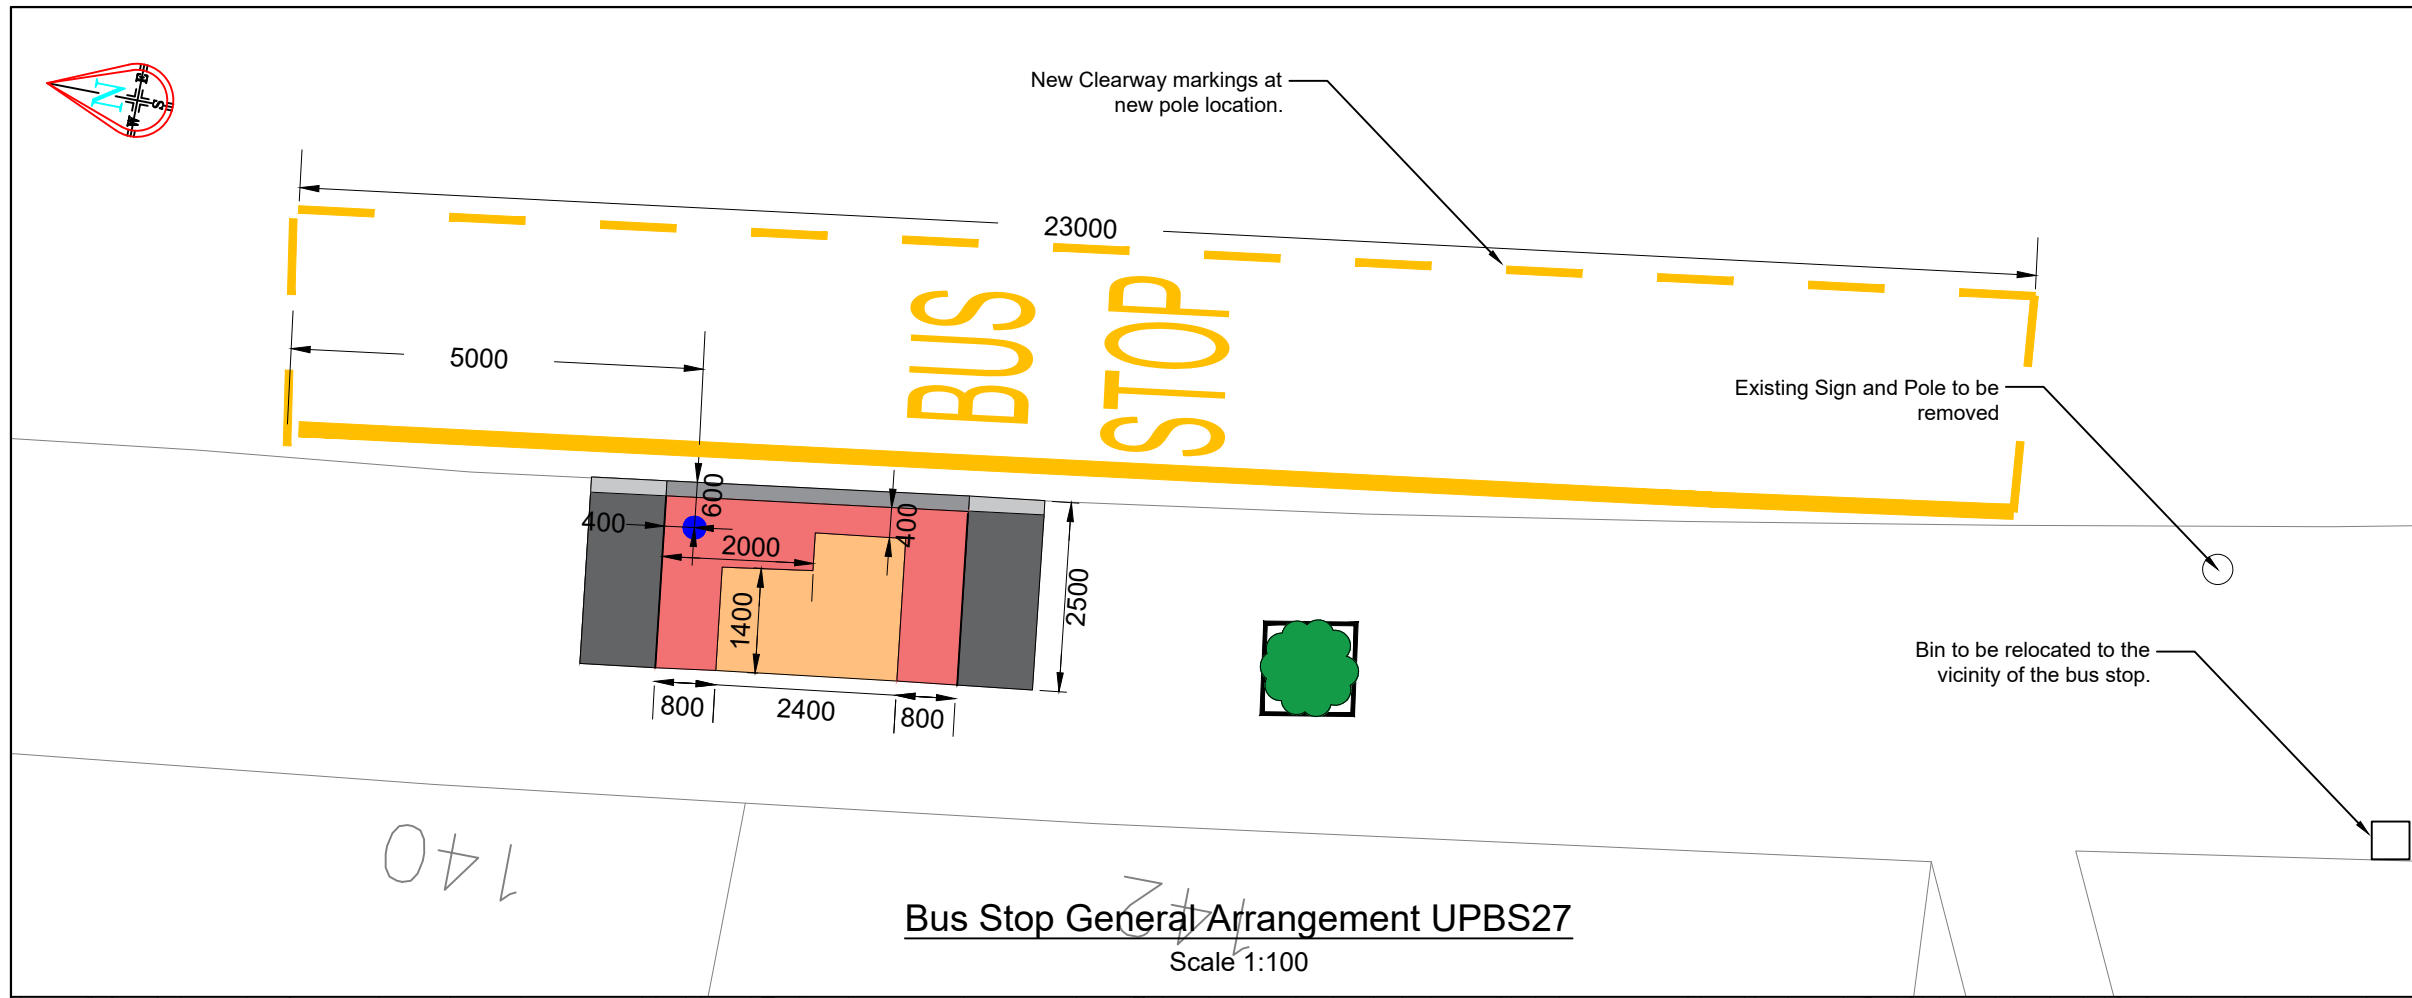 N
E
S
W
New Clearway markings at
new pole location.
23000
5000
BUS
STOP
Existing Sign and Pole to be
removed
600
400
400
2000
1400
2500
800
2400
800
Bin to be relocated to the
vicinity of the bus stop.
140
142
Bus Stop General Arrangement UPBS27
Scale 1:100